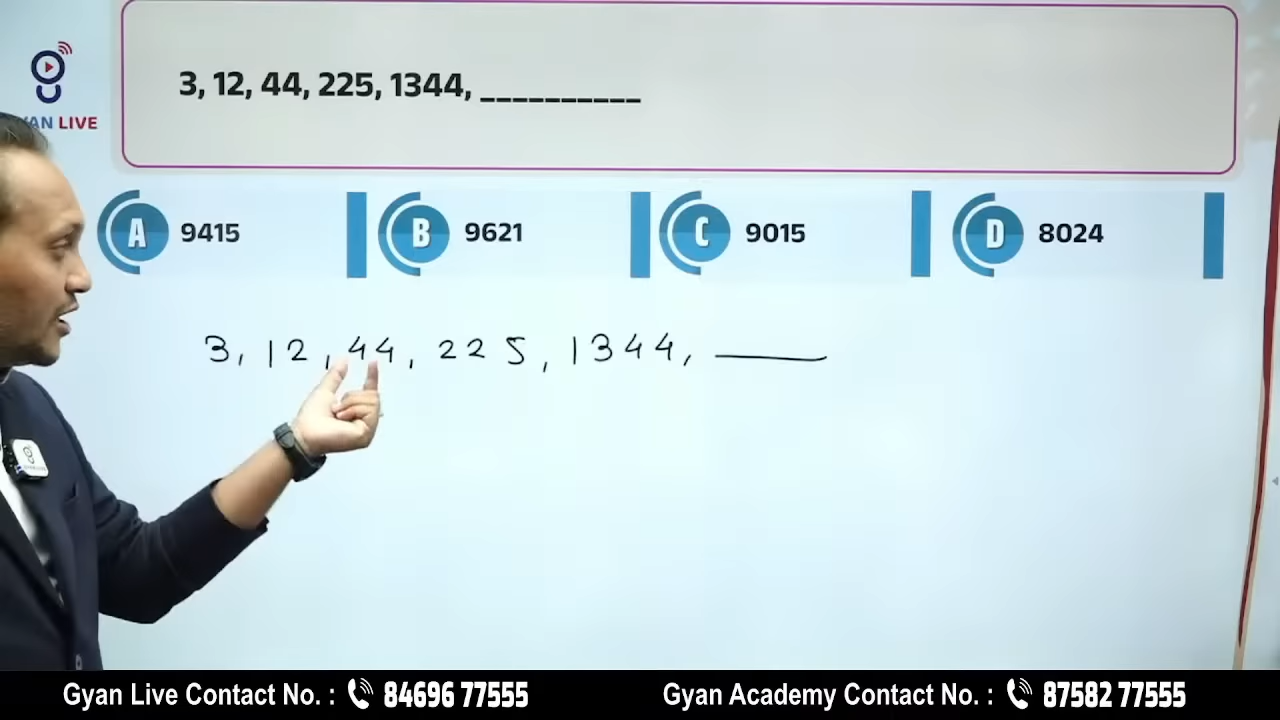 3, 12, 44, 225, 1344, __________
AN LIVE
A 9415 B 9621 C 9015 D 8024
3, 12, 44, 225, 1344, ____
Gyan Live Contact No. : 84696 77555 Gyan Academy Contact No. : 87582 77555